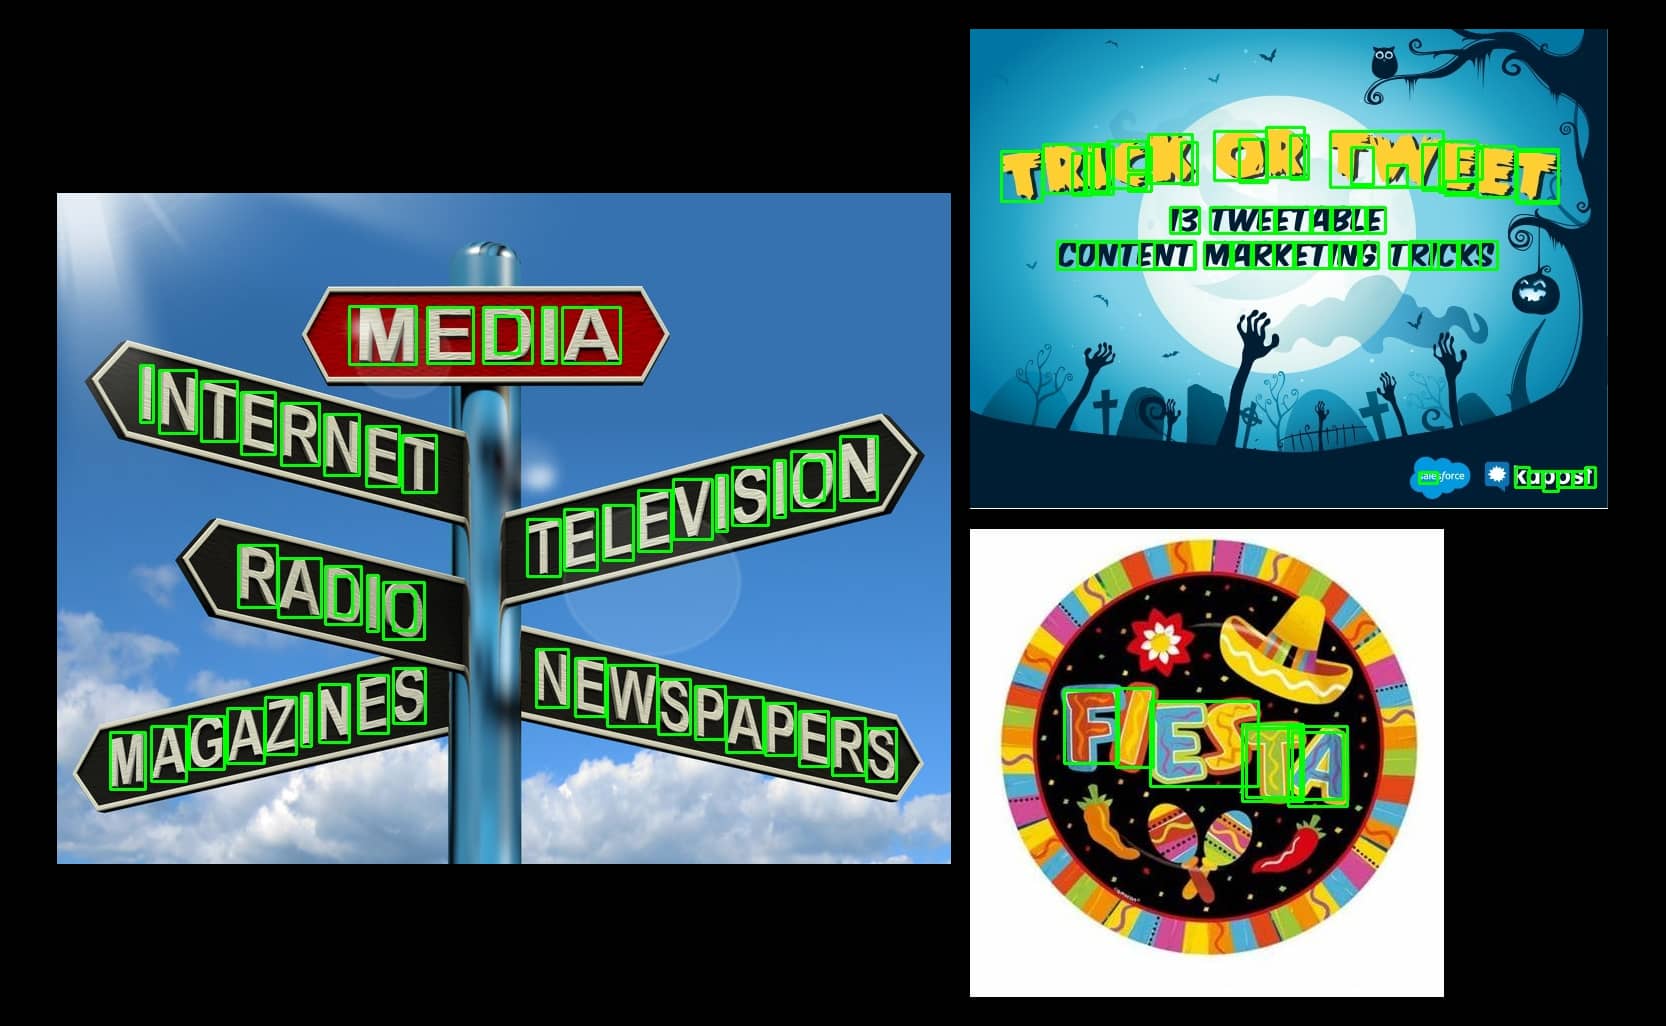 MEDIA
INTERNET
TELEVISION
RADIO
NEWSPAPERS
MAGAZINES
TRICK OR TWEET
13 TWEETABLE
CONTENT MARKETING TRICKS
salesforce
kapost
FIESTA